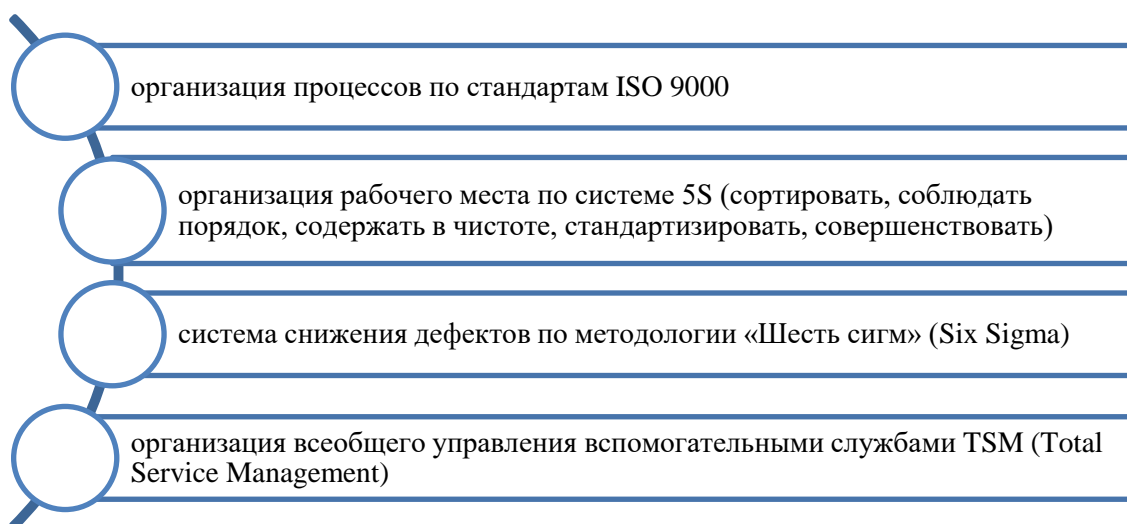 организация процессов по стандартам ISO 9000
организация рабочего места по системе 5S (сортировать, соблюдать
порядок, содержать в чистоте, стандартизировать, совершенствовать)
система снижения дефектов по методологии «Шесть сигм» (Six Sigma)
организация всеобщего управления вспомогательными службами TSM (Total
Service Management)